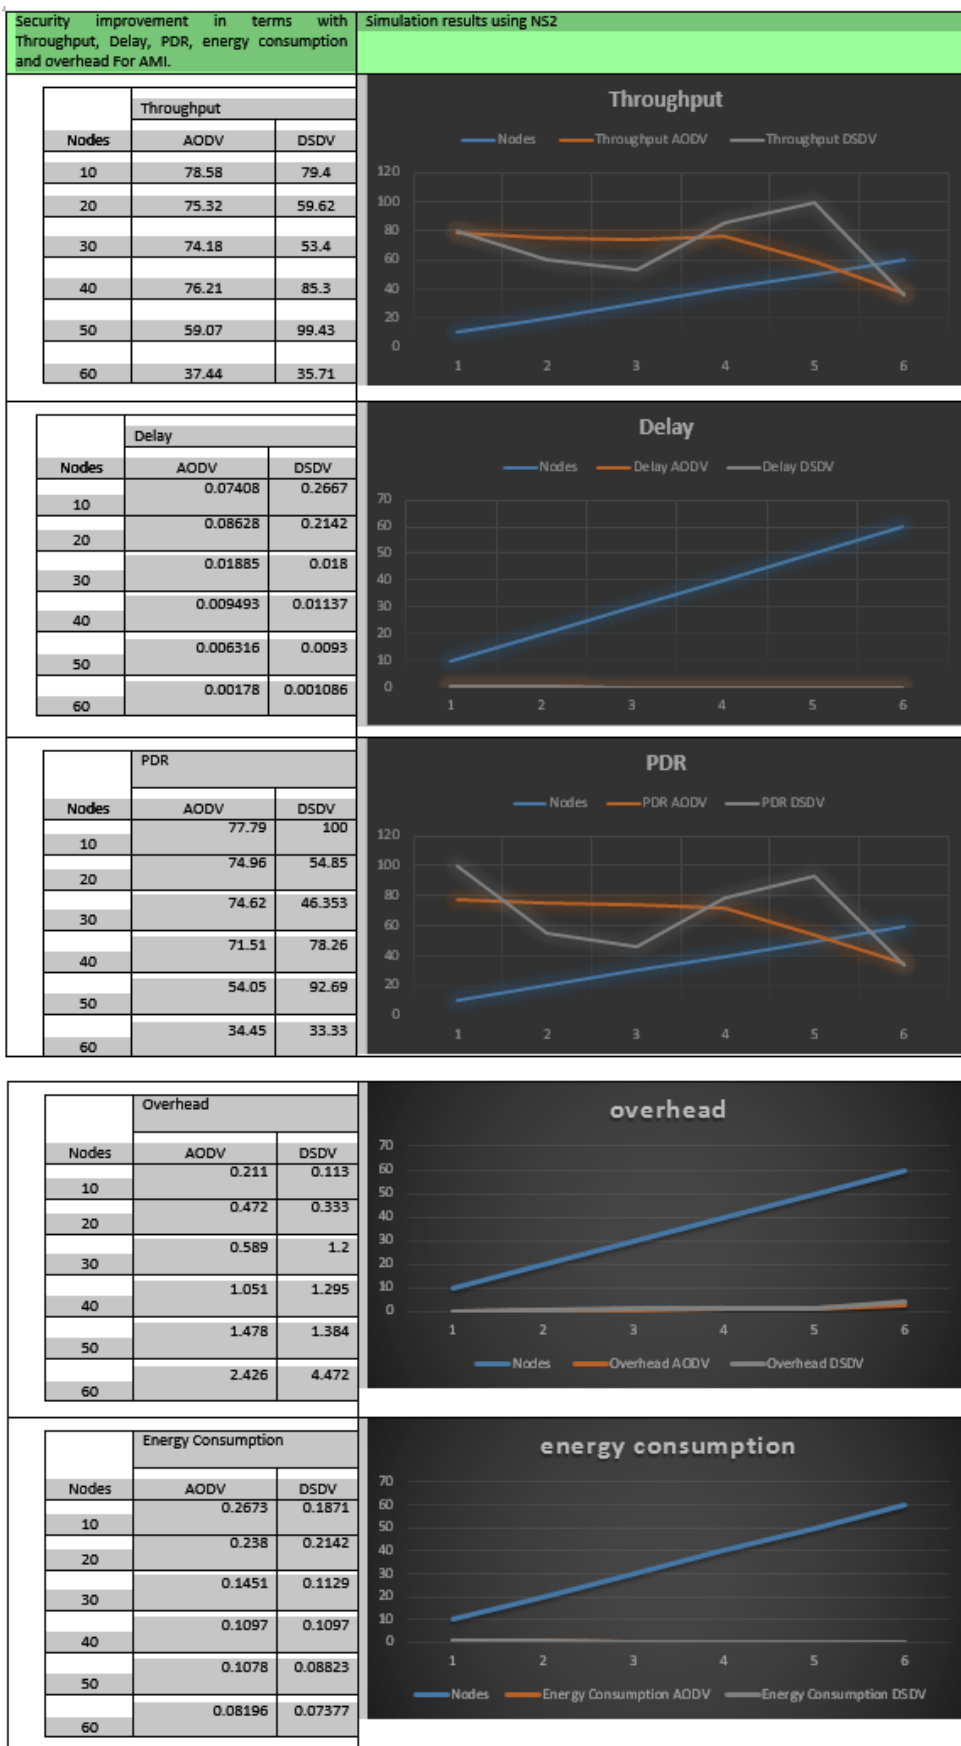 Security improvement in terms with
Throughput, Delay, PDR, energy consumption
and overhead For AMI.
Simulation results using NS2
Throughput
Nodes AODV DSDV
10 78.58 79.4
20 75.32 59.62
30 74.18 53.4
40 76.21 85.3
50 59.07 99.43
60 37.44 35.71
Throughput
Nodes Throughput AODV Throughput DSDV
120
100
80
60
40
20
0
1 2 3 4 5 6
Delay
Nodes AODV DSDV
10 0.07408 0.2667
20 0.08628 0.2142
30 0.01885 0.018
40 0.009493 0.01137
50 0.006316 0.0093
60 0.00178 0.001086
Delay
Nodes Delay AODV Delay DSDV
70
60
50
40
30
20
10
0
1 2 3 4 5 6
PDR
Nodes AODV DSDV
10 77.79 100
20 74.96 54.85
30 74.62 46.353
40 71.51 78.26
50 54.05 92.69
60 34.45 33.33
PDR
Nodes PDR AODV PDR DSDV
120
100
80
60
40
20
0
1 2 3 4 5 6
Overhead
Nodes AODV DSDV
10 0.211 0.113
20 0.472 0.333
30 0.589 1.2
40 1.051 1.295
50 1.478 1.384
60 2.426 4.472
overhead
70
60
50
40
30
20
10
0
1 2 3 4 5 6
Nodes Overhead AODV Overhead DSDV
Energy Consumption
Nodes AODV DSDV
10 0.2673 0.1871
20 0.238 0.2142
30 0.1451 0.1129
40 0.1097 0.1097
50 0.1078 0.08823
60 0.08196 0.07377
energy consumption
70
60
50
40
30
20
10
0
1 2 3 4 5 6
Nodes Energy Consumption AODV Energy Consumption DSDV